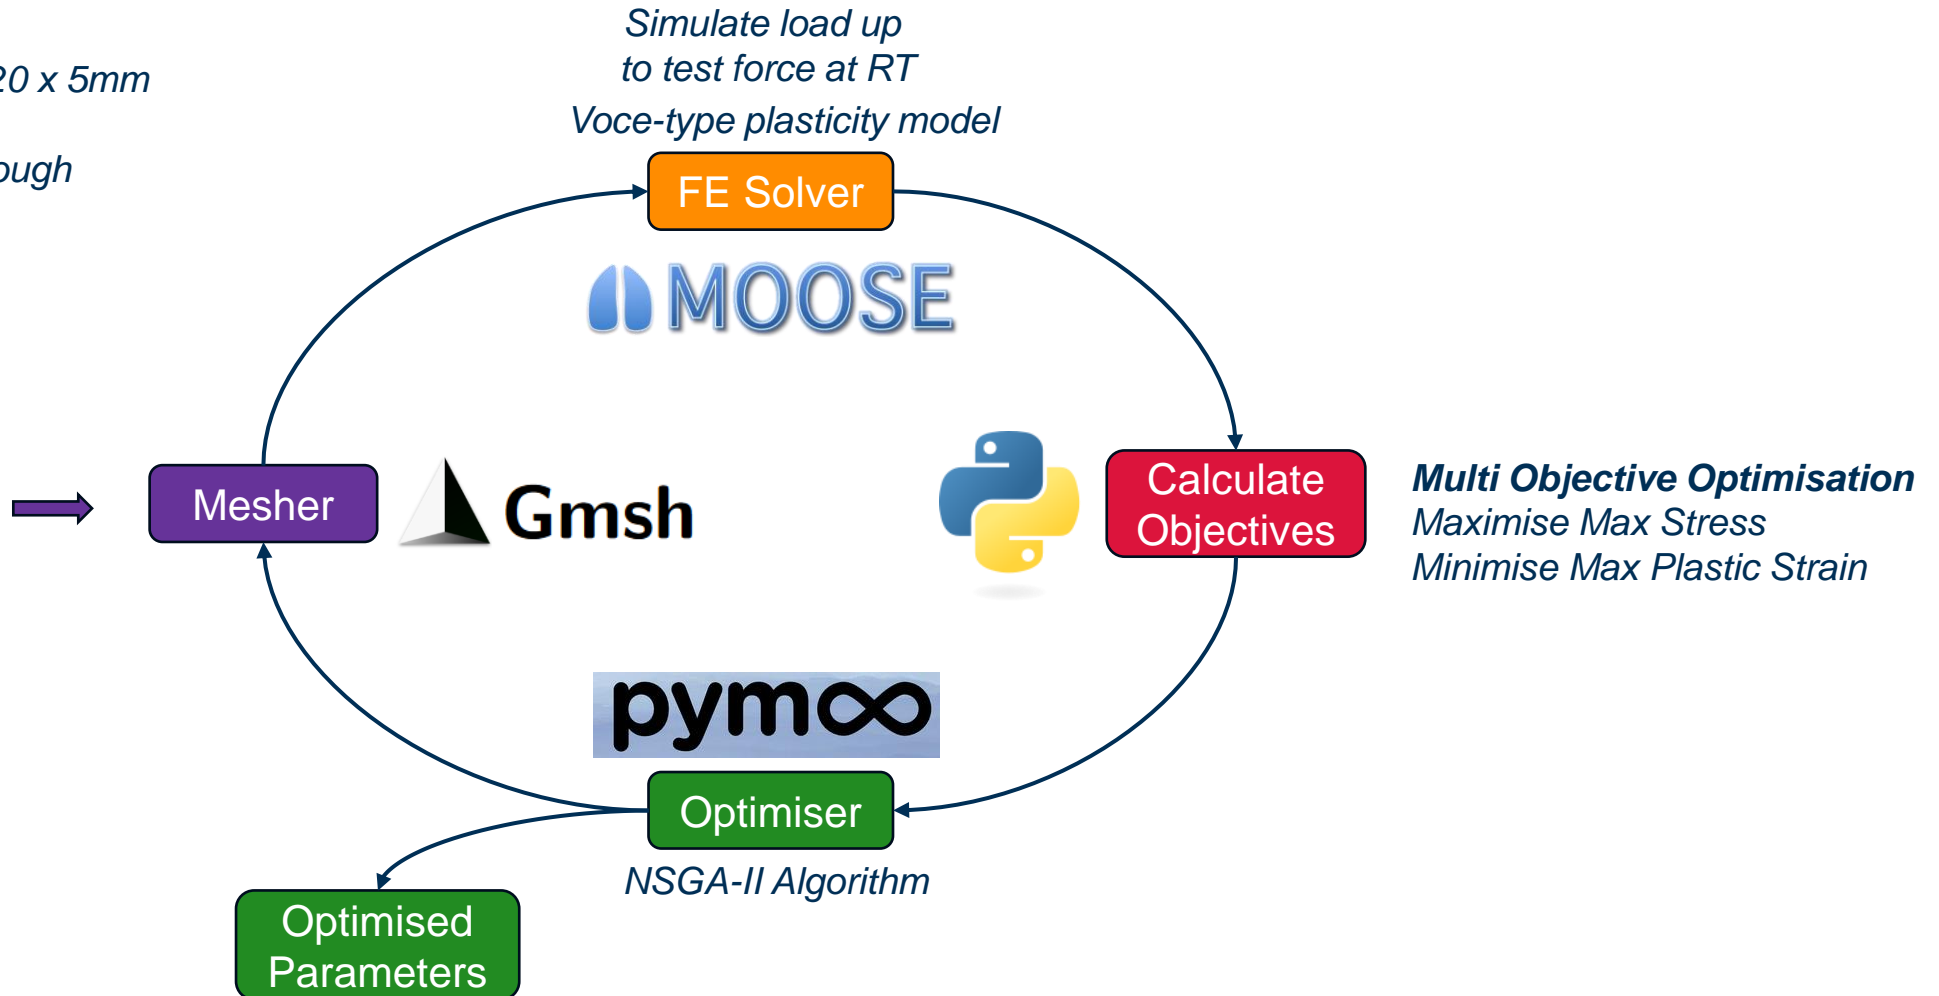 Simulate load up
to test force at RT
Voce-type plasticity model
20 x 5mm
FE Solver
MOOSE
Mesher
Gmsh
Calculate
Objectives
Multi Objective Optimisation
Maximise Max Stress
Minimise Max Plastic Strain
pymoo
Optimiser
NSGA-II Algorithm
Optimised
Parameters